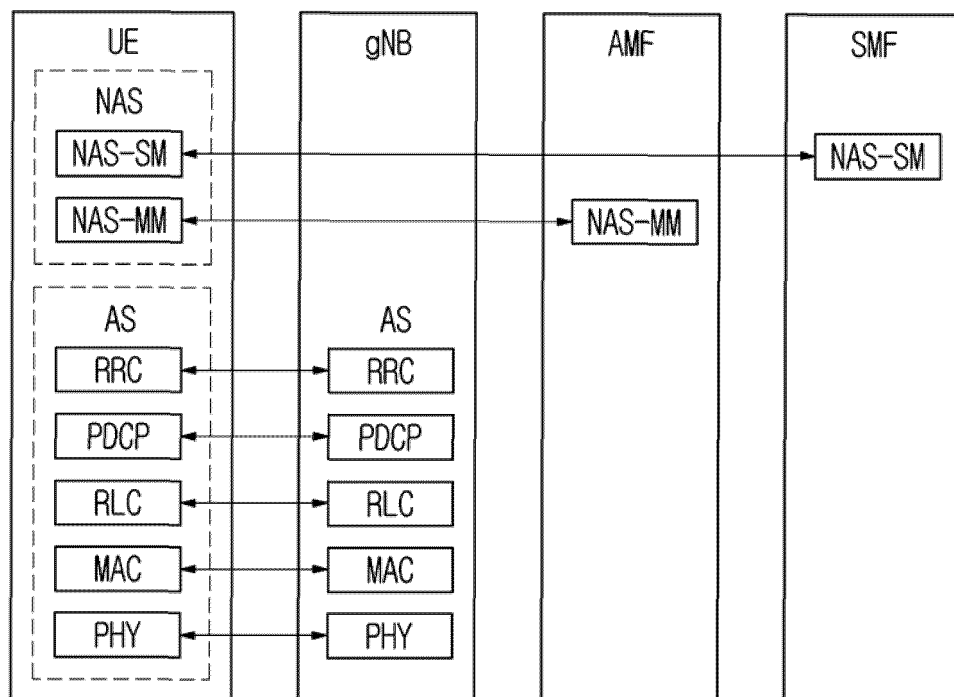 UE gNB AMF SMF
NAS
NAS-SM NAS-SM
NAS-MM NAS-MM
AS AS
RRC RRC
PDCP PDCP
RLC RLC
MAC MAC
PHY PHY